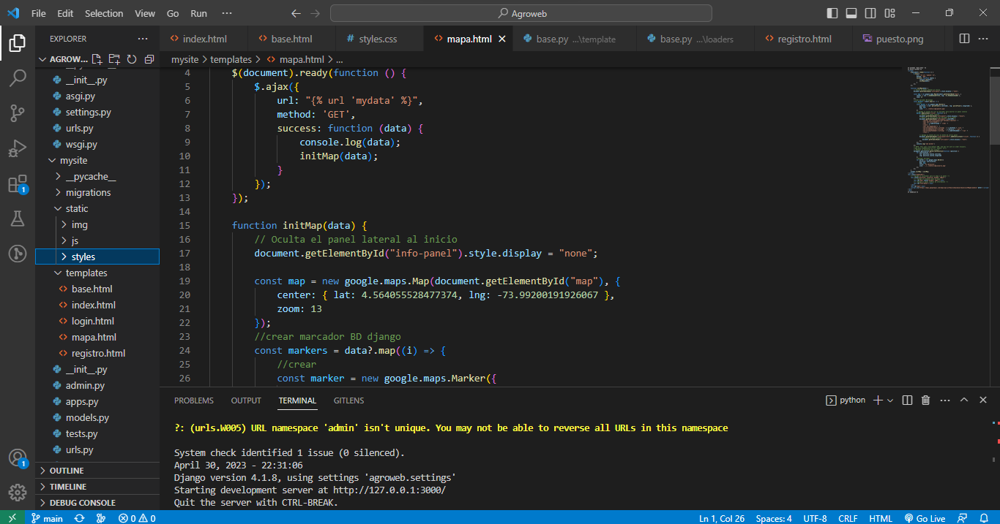 File Edit Selection View Go Run ··· Agroweb
EXPLORER ···
AGROW...
__init__.py
asgi.py
settings.py
urls.py
wsgi.py
mysite
__pycache__
migrations
static
img
js
styles
templates
base.html
index.html
login.html
mapa.html
registro.html
__init__.py
admin.py
apps.py
models.py
tests.py
urls.py
OUTLINE
TIMELINE
DEBUG CONSOLE
1
1
index.html base.html # styles.css mapa.html base.py ...\template base.py ...\loaders registro.html puesto.png ···
mysite > templates > mapa.html > ...
4 $(document).ready(function () {
5 $.ajax({
6 url: "{% url 'mydata' %}",
7 method: 'GET',
8 success: function (data) {
9 console.log(data);
10 initMap(data);
11 }
12 });
13 });
14
15 function initMap(data) {
16 // Oculta el panel lateral al inicio
17 document.getElementById("info-panel").style.display = "none";
18
19 const map = new google.maps.Map(document.getElementById("map"), {
20 center: { lat: 4.564055528477374, lng: -73.99200191926067 },
21 zoom: 13
22 });
23 //crear marcador BD django
24 const markers = data?.map((i) => {
25 //crear
26 const marker = new google.maps.Marker({
PROBLEMS OUTPUT TERMINAL GITLENS python ···
?: (urls.W005) URL namespace 'admin' isn't unique. You may not be able to reverse all URLs in this namespace
System check identified 1 issue (0 silenced).
April 30, 2023 - 22:31:06
Django version 4.1.8, using settings 'agroweb.settings'
Starting development server at http://127.0.0.1:3000/
Quit the server with CTRL-BREAK.
main 0 0 Ln 1, Col 26 Spaces: 4 UTF-8 CRLF HTML Go Live